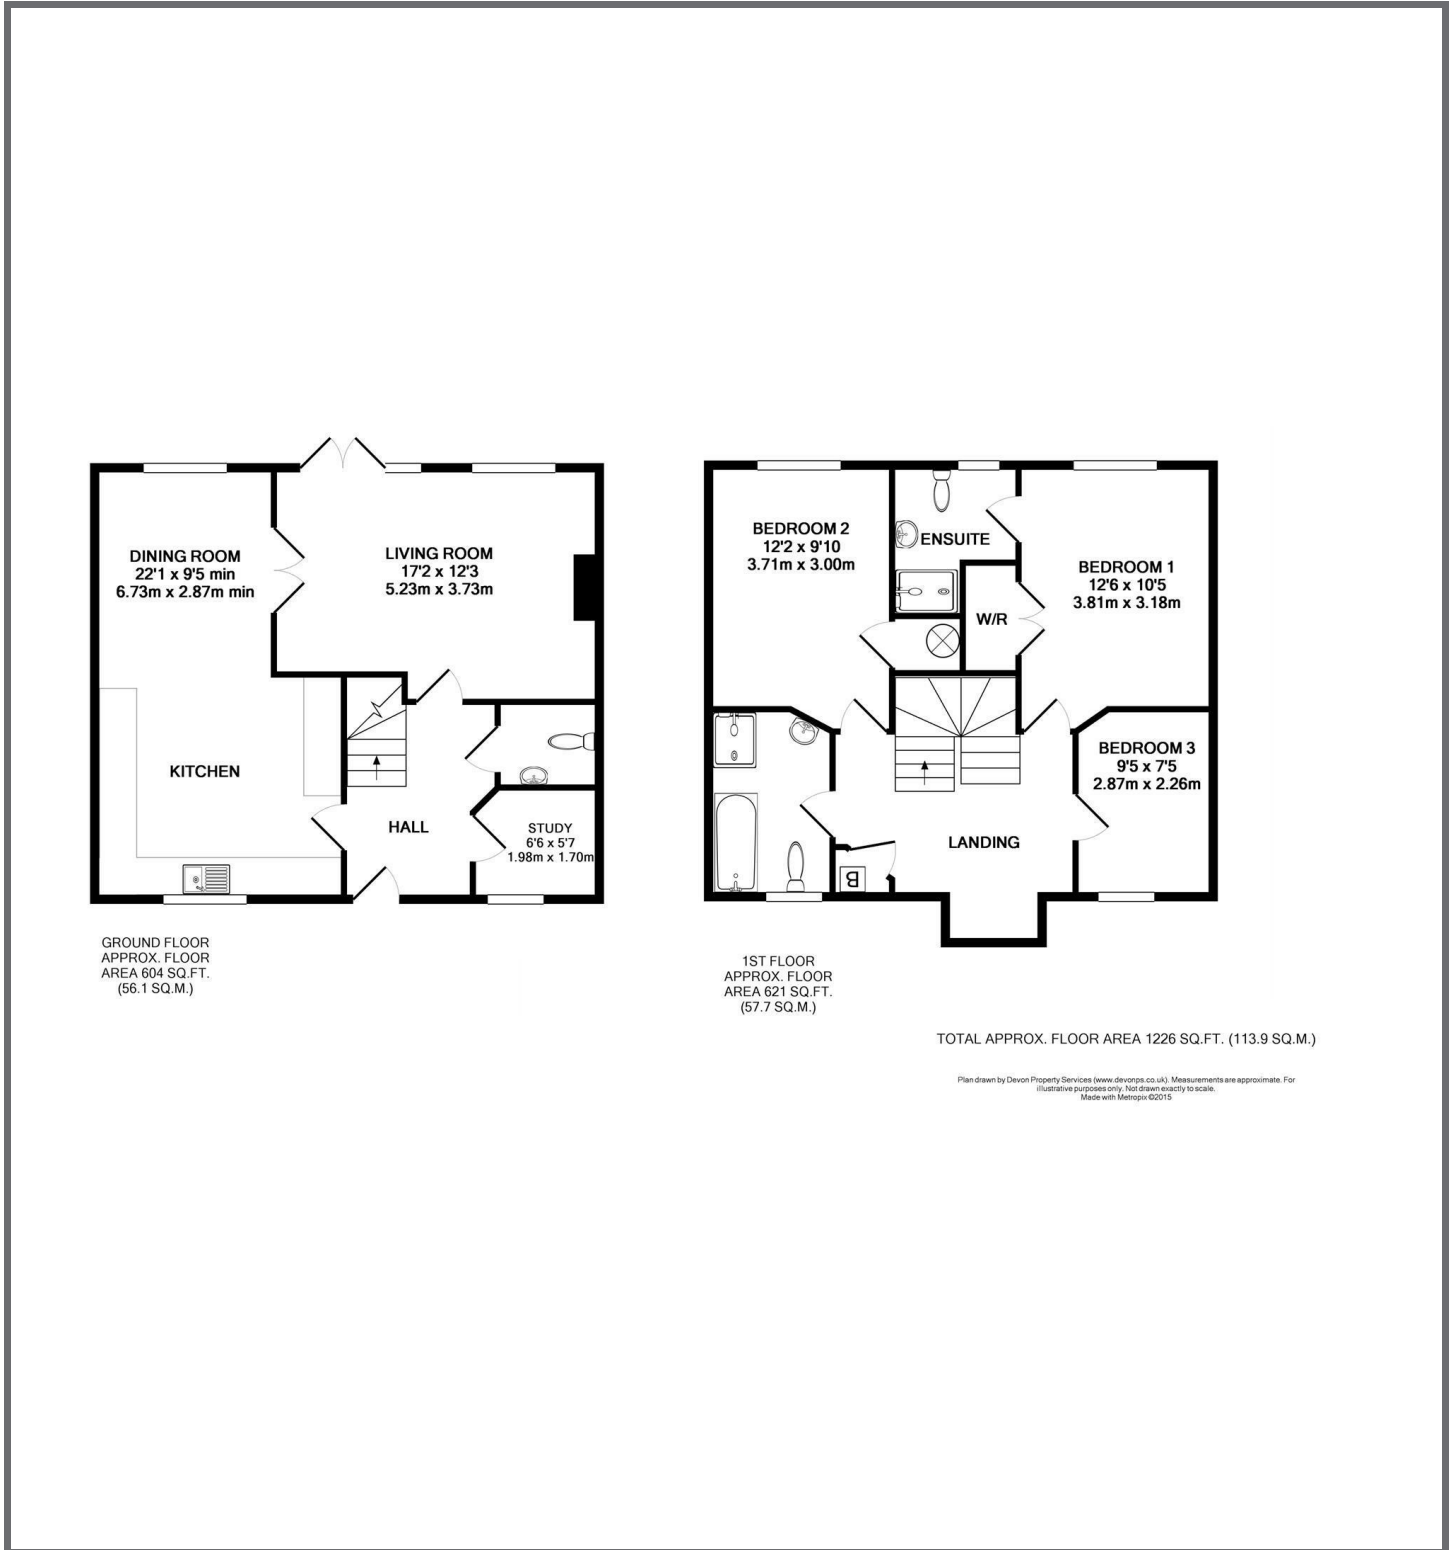 DINING ROOM
22'1 x 9'5 min
6.73m x 2.87m min
LIVING ROOM
17'2 x 12'3
5.23m x 3.73m
KITCHEN
HALL
STUDY
6'6 x 5'7
1.98m x 1.70m
GROUND FLOOR
APPROX. FLOOR
AREA 604 SQ.FT.
(56.1 SQ.M.)
BEDROOM 2
12'2 x 9'10
3.71m x 3.00m
ENSUITE
BEDROOM 1
12'6 x 10'5
3.81m x 3.18m
W/R
BEDROOM 3
9'5 x 7'5
2.87m x 2.26m
LANDING
B
1ST FLOOR
APPROX. FLOOR
AREA 621 SQ.FT.
(57.7 SQ.M.)
TOTAL APPROX. FLOOR AREA 1226 SQ.FT. (113.9 SQ.M.)
Plan drawn by Devon Property Services (www.devonps.co.uk). Measurements are approximate. For
illustrative purposes only. Not drawn exactly to scale.
Made with Metropix ©2015